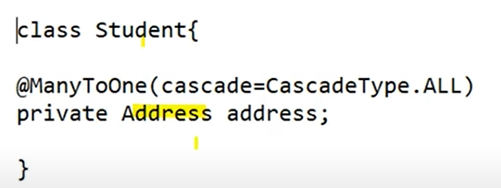 class Student{
@ManyToOne(cascade=CascadeType.ALL)
private Address address;
}